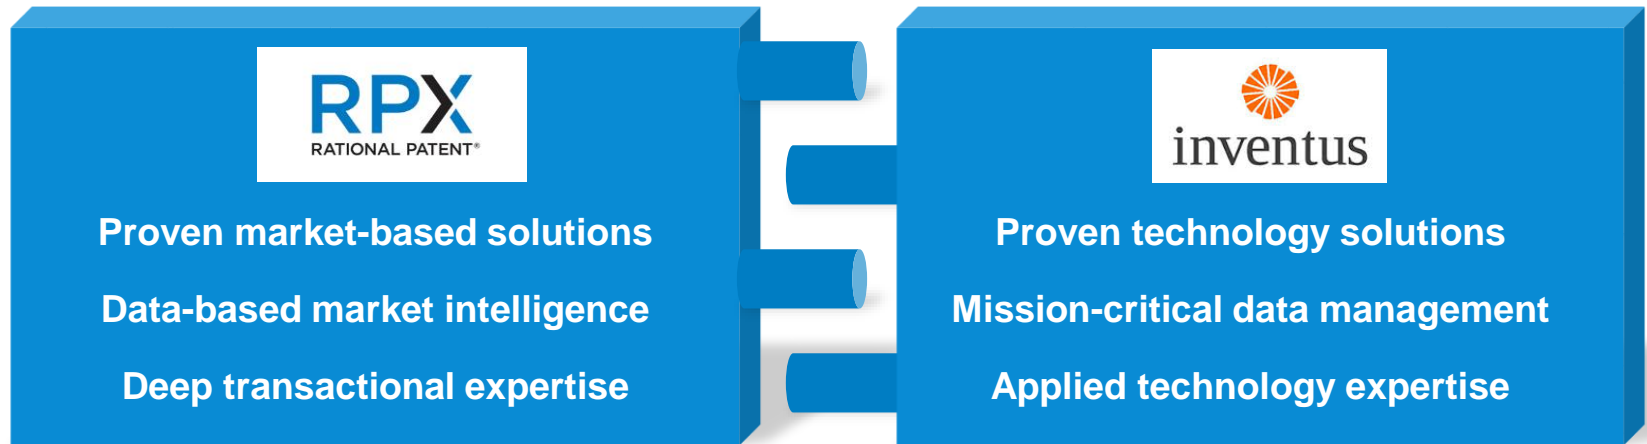 RPX
RATIONAL PATENT®
Proven market-based solutions
Data-based market intelligence
Deep transactional expertise
inventus
Proven technology solutions
Mission-critical data management
Applied technology expertise